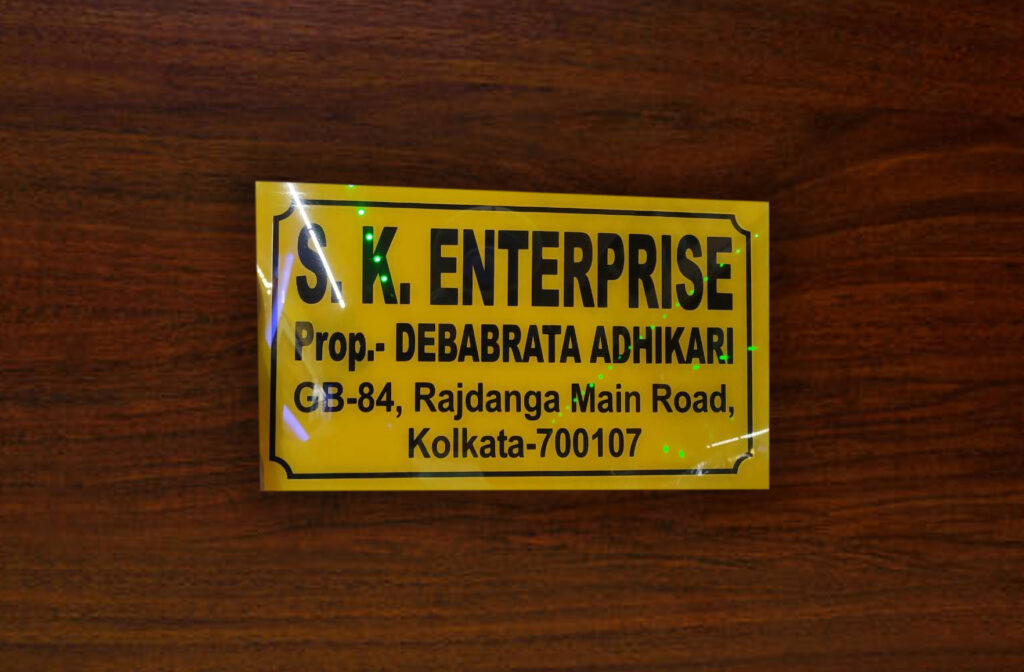 S. K. ENTERPRISE
Prop.- DEBABRATA ADHIKARI
GB-84, Rajdanga Main Road,
Kolkata-700107